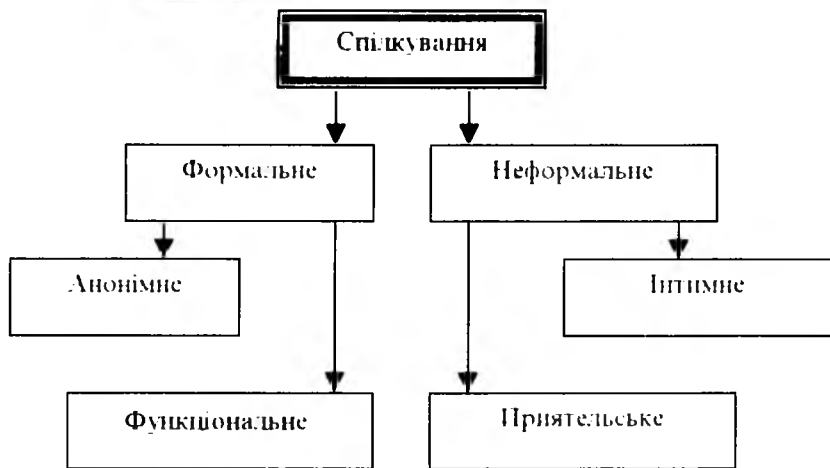 Спілкування
Формальне
Неформальне
Анонімне
Інтимне
Функціональне
Приятельське